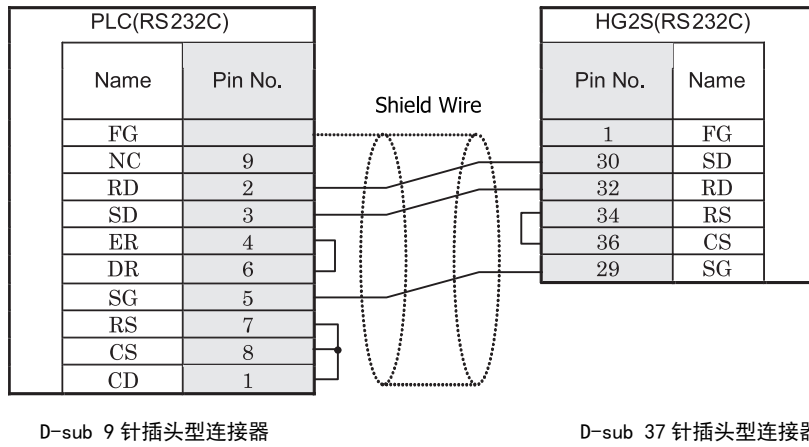 PLC(RS232C)
HG2S(RS232C)
Name Pin No.
Pin No. Name
Shield Wire
FG
NC 9
RD 2
SD 3
ER 4
DR 6
SG 5
RS 7
CS 8
CD 1
1 FG
30 SD
32 RD
34 RS
36 CS
29 SG
D-sub 9 针插头型连接器
D-sub 37 针插头型连接器